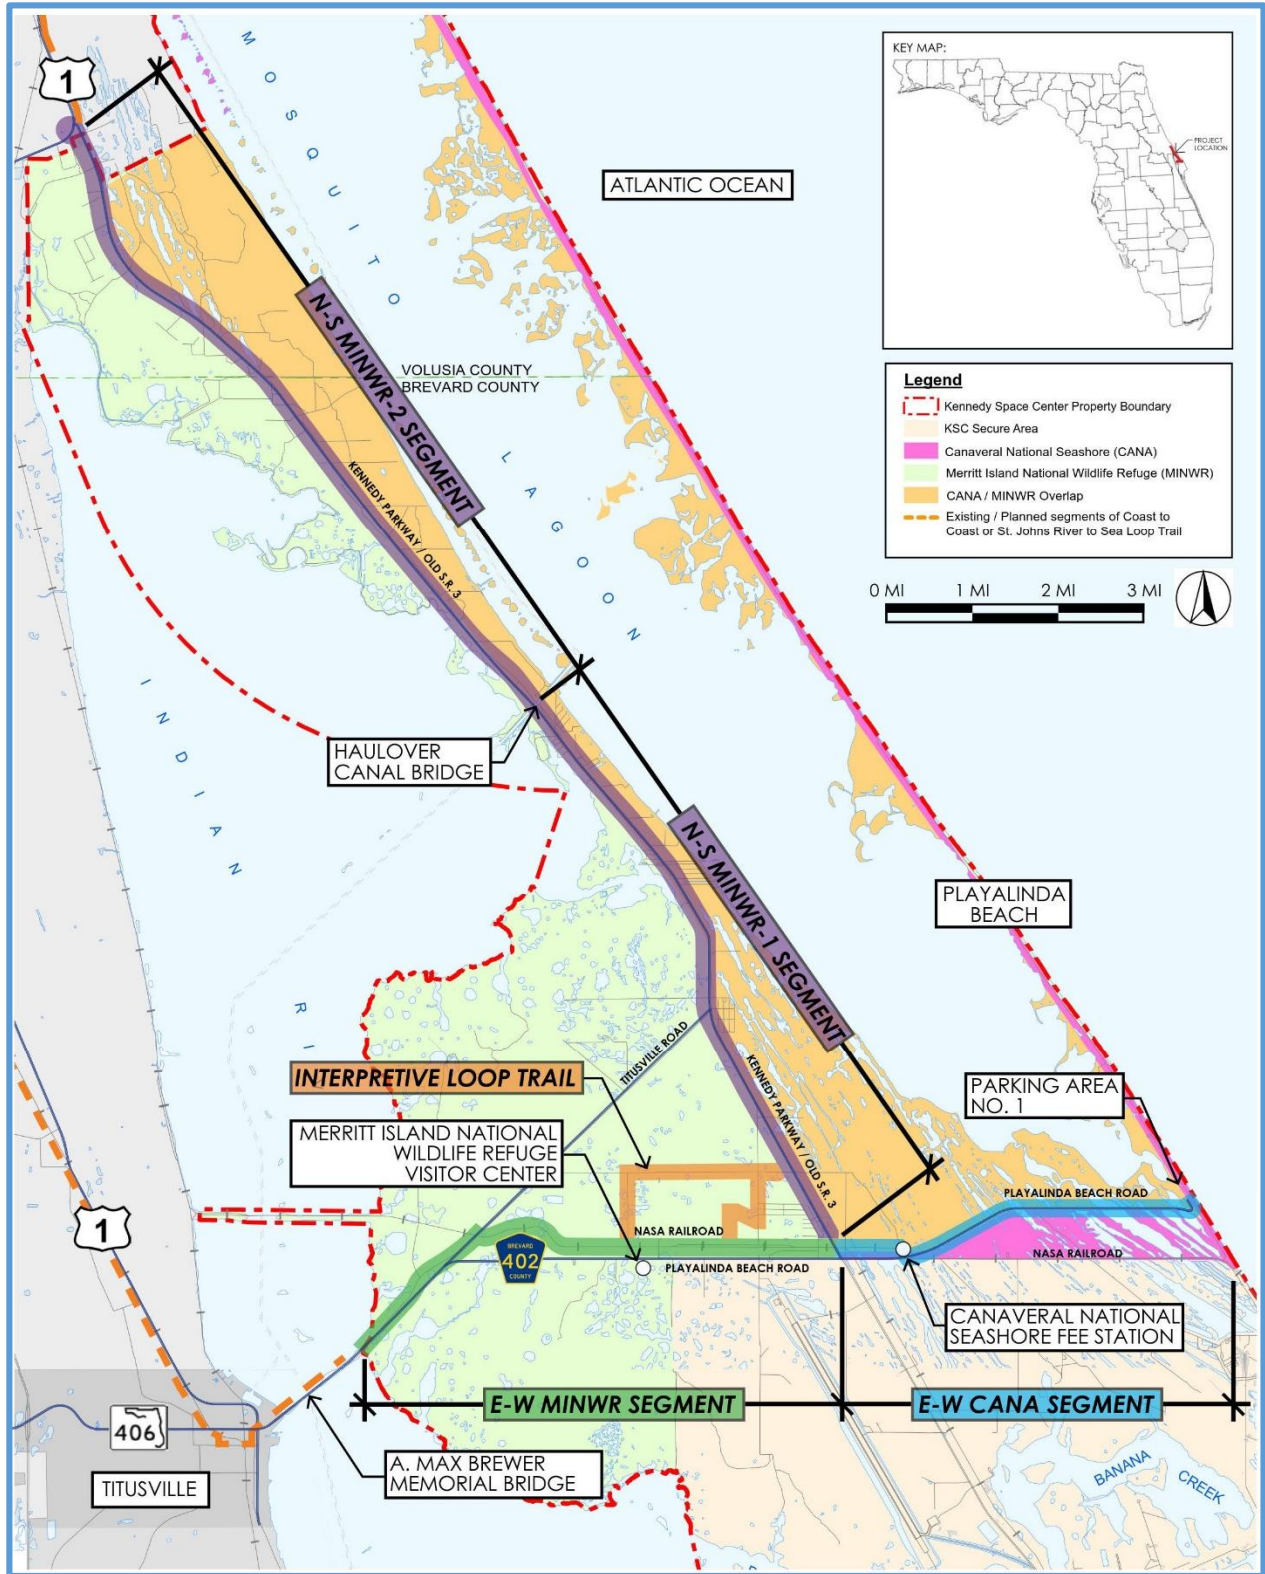 1
MOSQUITO
LAGOON
ATLANTIC OCEAN
KEY MAP:
PROJECT
LOCATION
N-S MINWR-2 SEGMENT
VOLUSIA COUNTY
BREVARD COUNTY
KENNEDY PARKWAY / OLD S.R. 3
Legend
Kennedy Space Center Property Boundary
KSC Secure Area
Canaveral National Seashore (CANA)
Merritt Island National Wildlife Refuge (MINWR)
CANA / MINWR Overlap
Existing / Planned segments of Coast to
Coast or St. Johns River to Sea Loop Trail
0 MI 1 MI 2 MI 3 MI
INDIAN
RI
HAULOVER
CANAL BRIDGE
N-S MINWR-1 SEGMENT
PLAYALINDA
BEACH
TITUSVILLE ROAD
KENNEDY PARKWAY / OLD S.R. 3
INTERPRETIVE LOOP TRAIL
PARKING AREA
NO. 1
MERRITT ISLAND NATIONAL
WILDLIFE REFUGE
VISITOR CENTER
PLAYALINDA BEACH ROAD
1
NASA RAILROAD
BREVARD
402
COUNTY
NASA RAILROAD
PLAYALINDA BEACH ROAD
CANAVERAL NATIONAL
SEASHORE FEE STATION
E-W MINWR SEGMENT
E-W CANA SEGMENT
406
A. MAX BREWER
MEMORIAL BRIDGE
TITUSVILLE
BANANA
CREEK